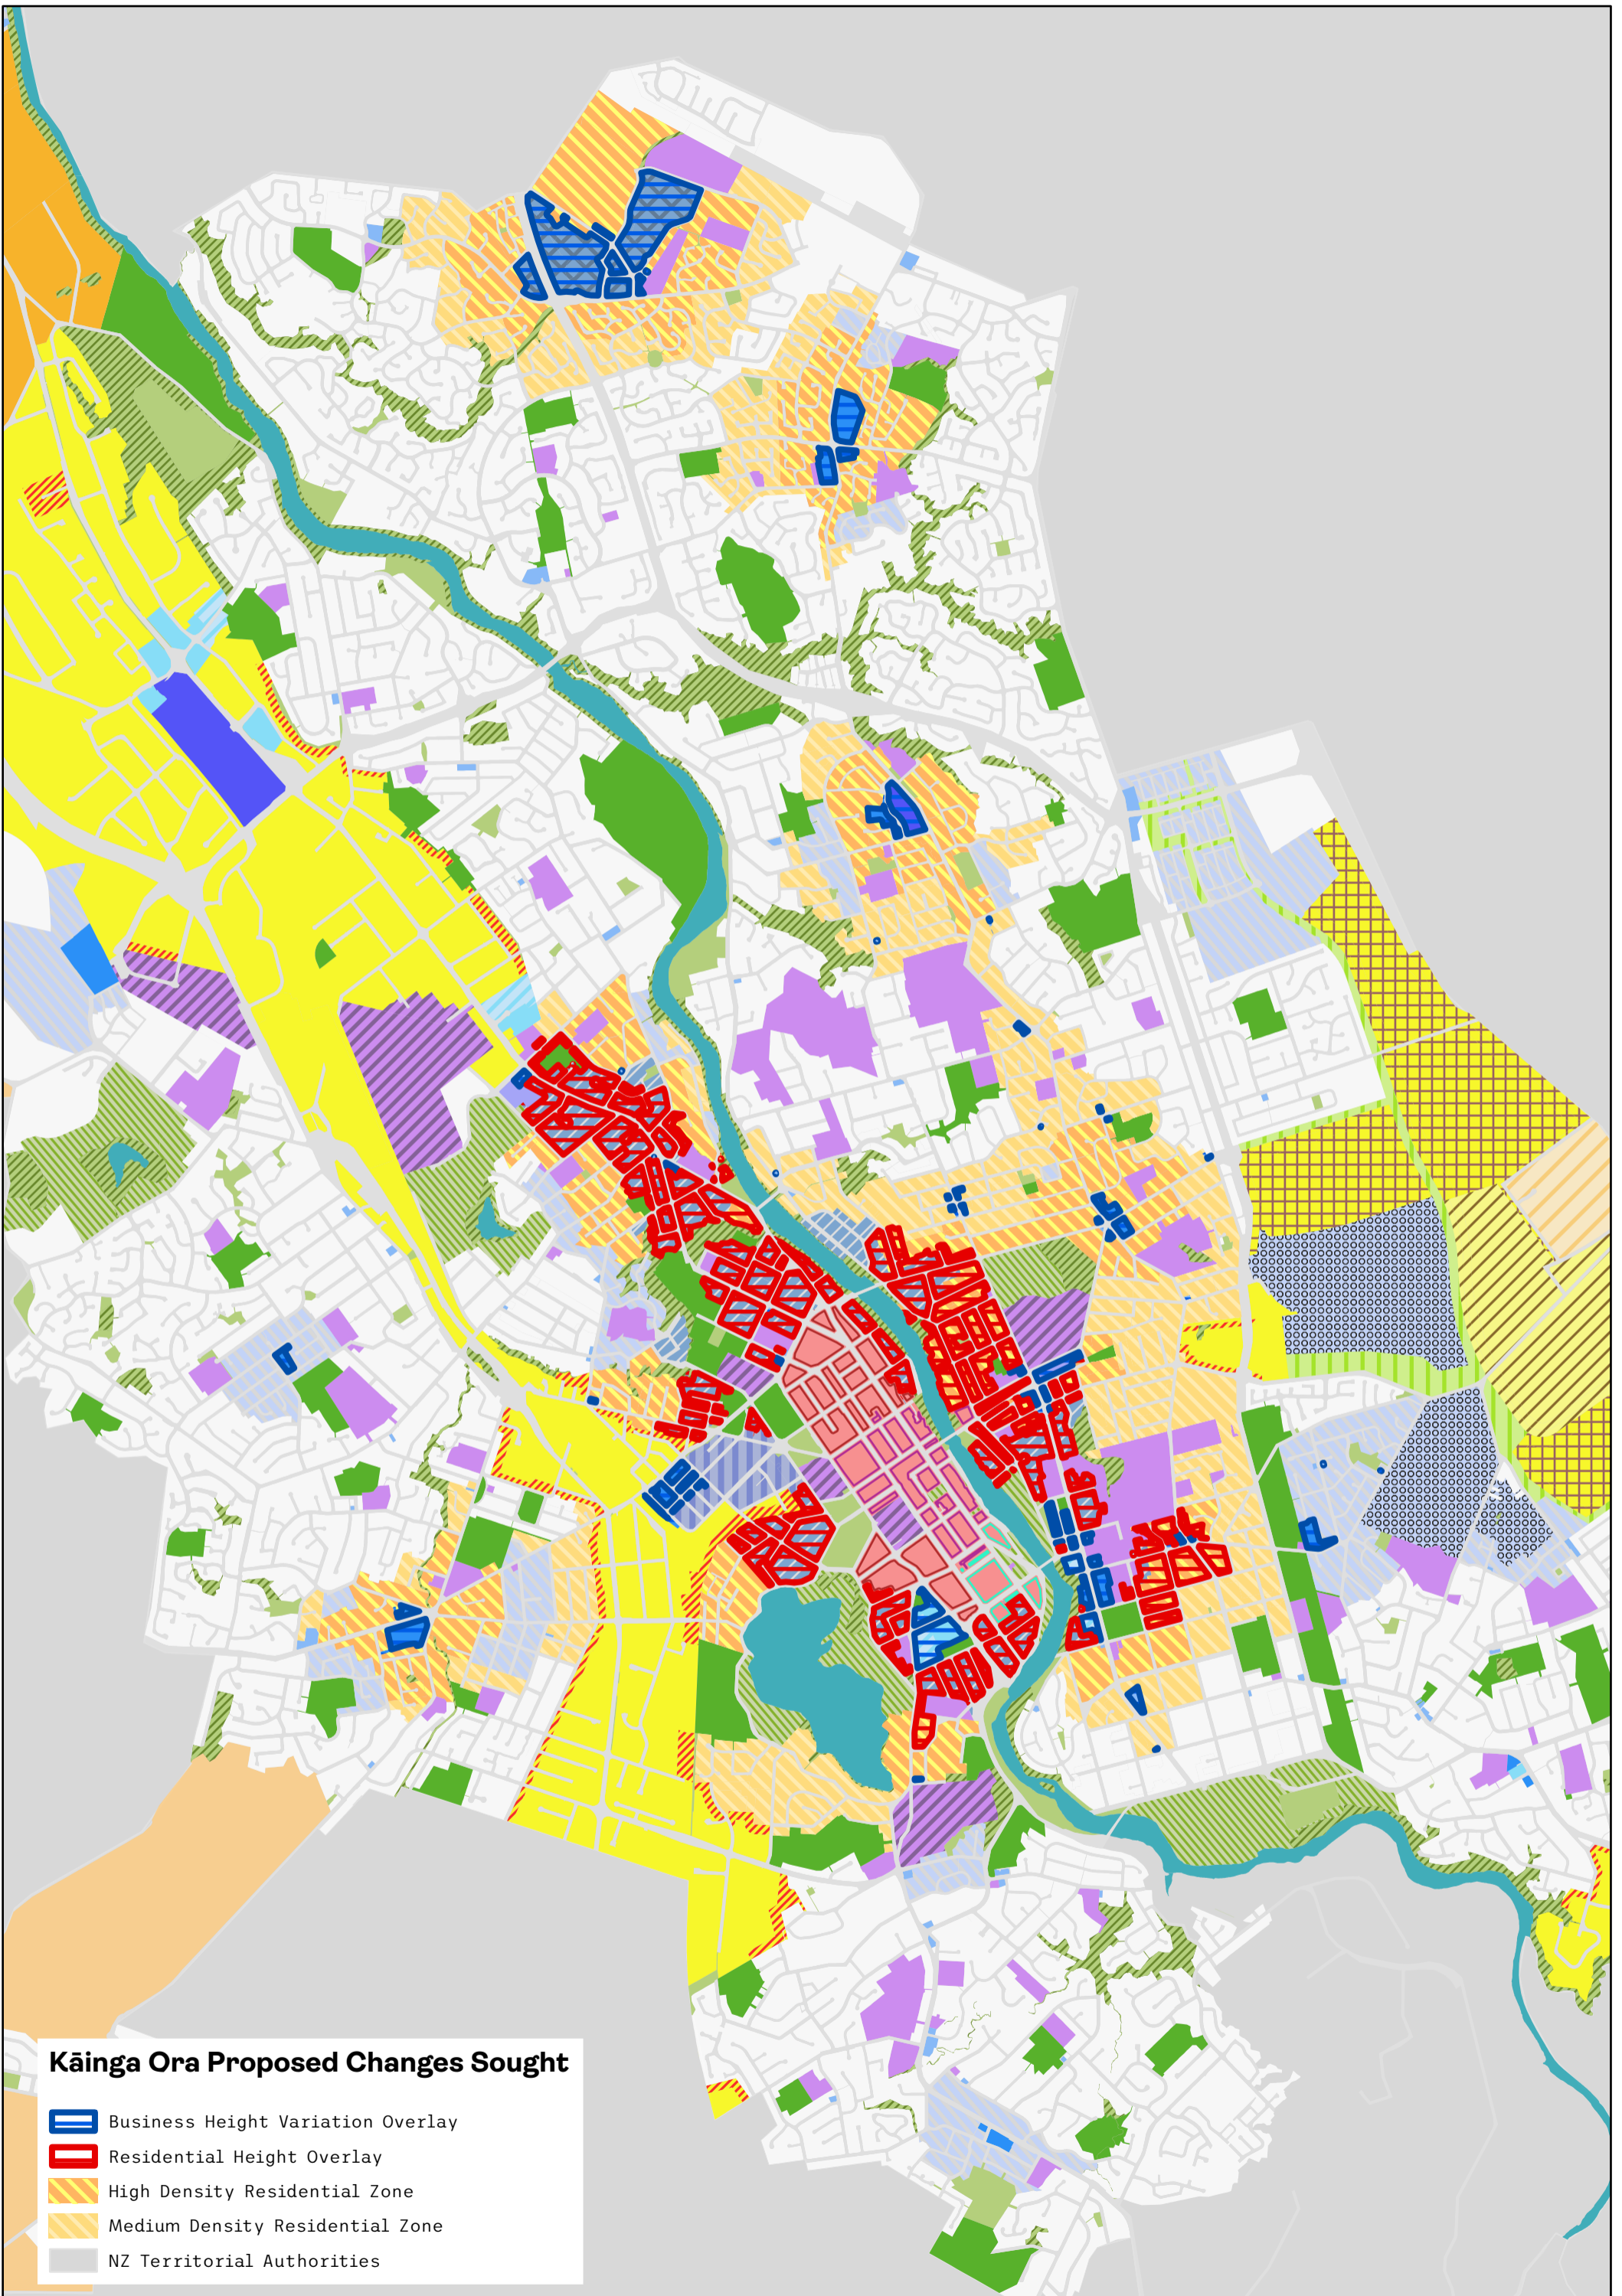 Kāinga Ora Proposed Changes Sought
Business Height Variation Overlay
Residential Height Overlay
High Density Residential Zone
Medium Density Residential Zone
NZ Territorial Authorities